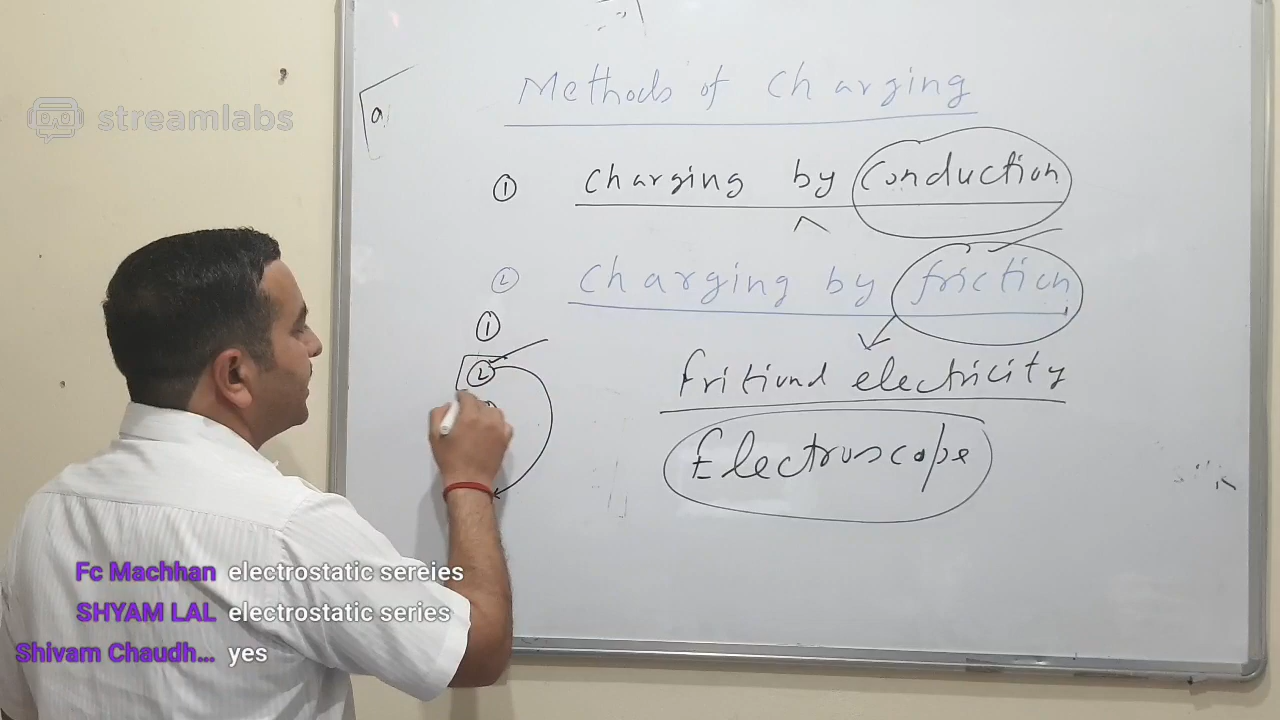 streamlabs
a
Methods of Charging
① Charging by Conduction
② Charging by friction
①
②
fritiund electricity
Electroscope
Fc Machhan electrostatic sereies
SHYAM LAL electrostatic series
Shivam Chaudh... yes